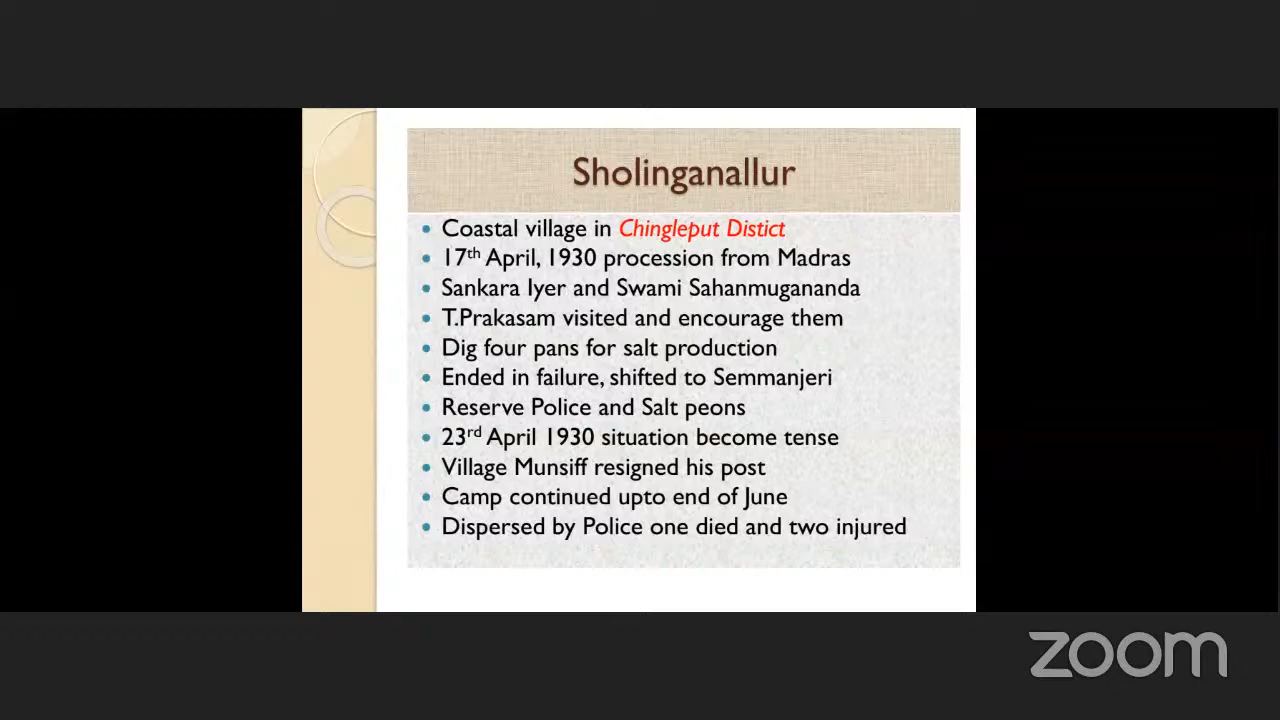 Sholinganallur
• Coastal village in Chingleput Distict
• 17th April, 1930 procession from Madras
• Sankara Iyer and Swami Sahanmugananda
• T.Prakasam visited and encourage them
• Dig four pans for salt production
• Ended in failure, shifted to Semmanjeri
• Reserve Police and Salt peons
• 23rd April 1930 situation become tense
• Village Munsiff resigned his post
• Camp continued upto end of June
• Dispersed by Police one died and two injured
zoom